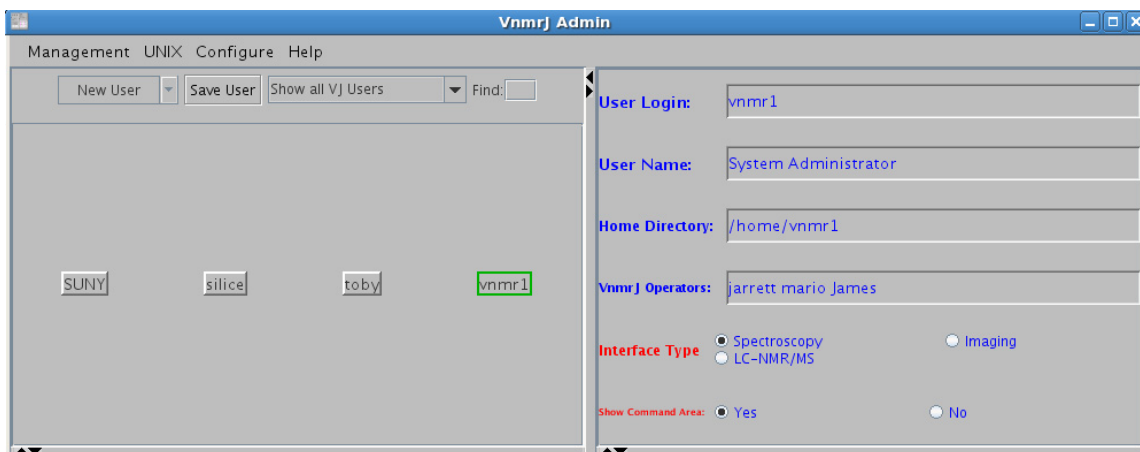 VnmrJ Admin
Management UNIX Configure Help
New User Save User Show all VJ Users Find:
SUNY silice toby vnmr1
User Login: vnmr1
User Name: System Administrator
Home Directory: /home/vnmr1
VnmrJ Operators: jarrett mario James
Interface Type Spectroscopy Imaging
LC-NMR/MS
Show Command Area: Yes No